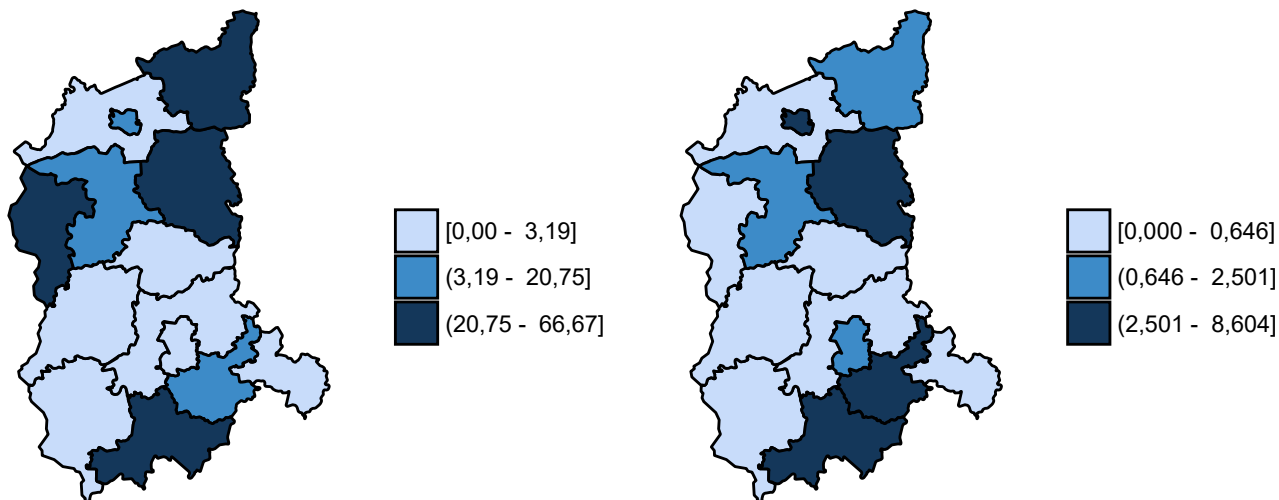 [0,00 - 3,19]
(3,19 - 20,75]
(20,75 - 66,67]
[0,000 - 0,646]
(0,646 - 2,501]
(2,501 - 8,604]